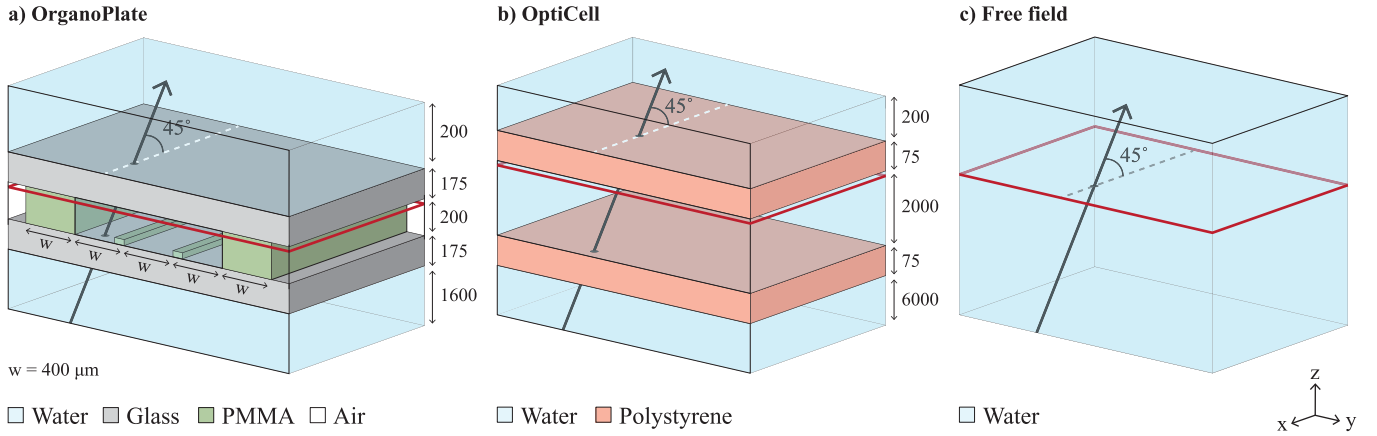 a) OrganoPlate
45°
200
175
200
175
1600
w
w
w
w
w
w = 400 µm
Water
Glass
PMMA
Air
b) OptiCell
45°
200
75
2000
75
6000
Water
Polystyrene
c) Free field
45°
Water
z
x
y